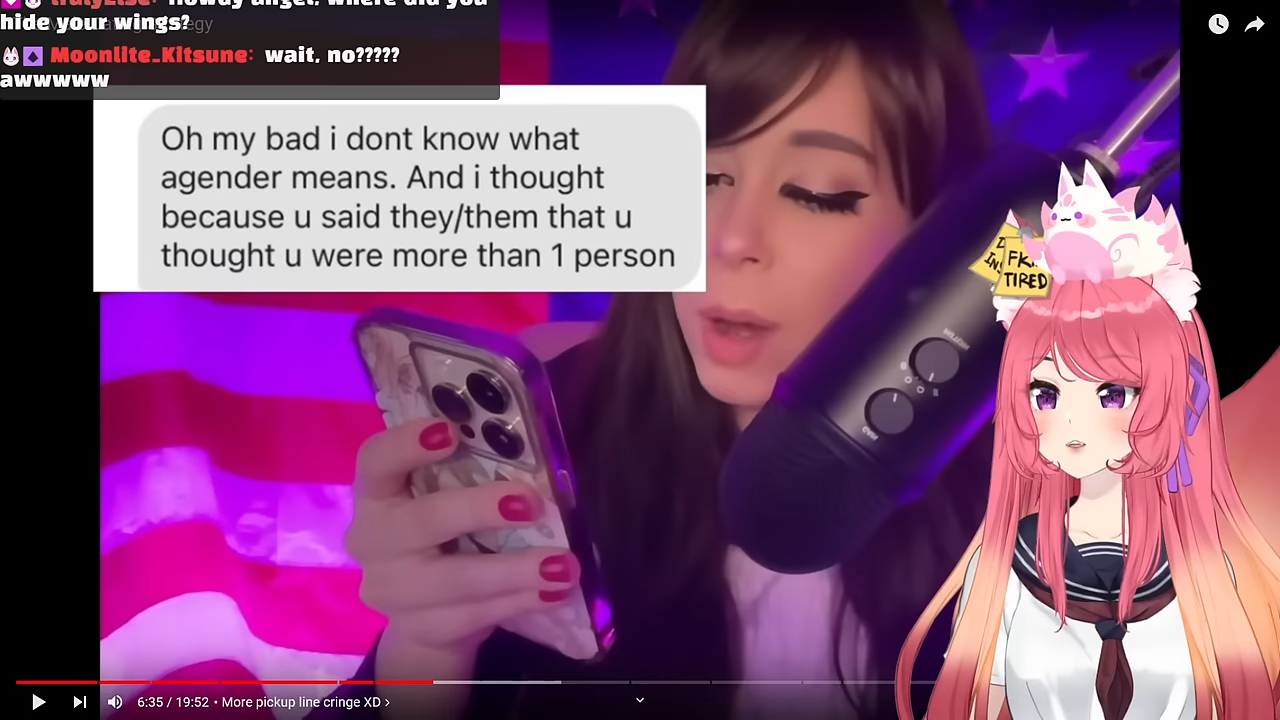 hide your wings?
Moonlite_Kitsune: wait, no?????
awwwww
Oh my bad i dont know what
agender means. And i thought
because u said they/them that u
thought u were more than 1 person
FK
TIRED
6:35 / 19:52 • More pickup line cringe XD ›